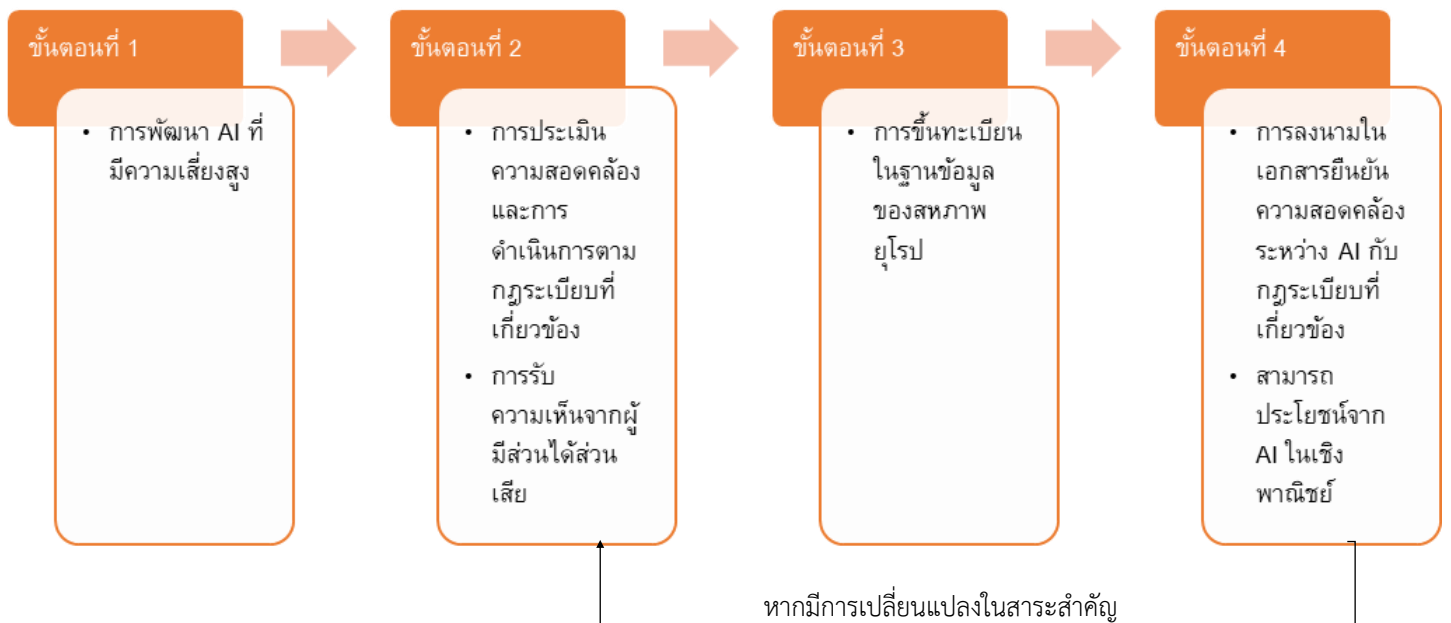 ขั้นตอนที่ 1
• การพัฒนา AI ที่
มีความเสี่ยงสูง
ขั้นตอนที่ 2
• การประเมิน
ความสอดคล้อง
และการ
ดำเนินการตาม
กฎระเบียบที่
เกี่ยวข้อง
• การรับ
ความเห็นจากผู้
มีส่วนได้ส่วน
เสีย
ขั้นตอนที่ 3
• การขึ้นทะเบียน
ในฐานข้อมูล
ของสหภาพ
ยุโรป
ขั้นตอนที่ 4
• การลงนามใน
เอกสารยืนยัน
ความสอดคล้อง
ระหว่าง AI กับ
กฎระเบียบที่
เกี่ยวข้อง
• สามารถ
ประโยชน์จาก
AI ในเชิง
พาณิชย์
หากมีการเปลี่ยนแปลงในสาระสำคัญ